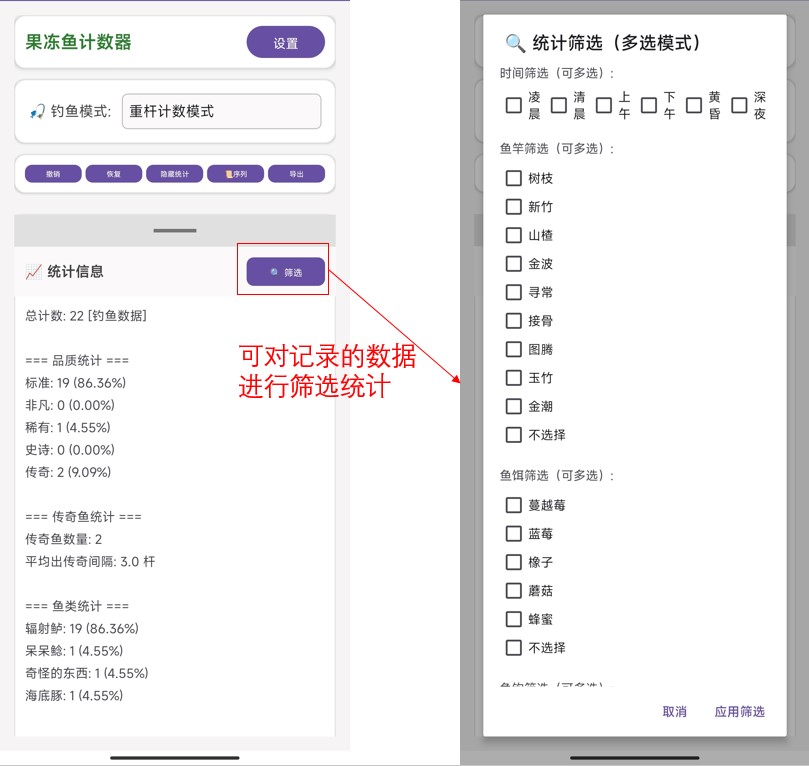 果冻鱼计数器
设置
🎣 钓鱼模式:
重杆计数模式
撤销
恢复
隐藏统计
📜序列
导出
📈 统计信息
🔍 筛选
总计数: 22 [钓鱼数据]
=== 品质统计 ===
标准: 19 (86.36%)
非凡: 0 (0.00%)
稀有: 1 (4.55%)
史诗: 0 (0.00%)
传奇: 2 (9.09%)
=== 传奇鱼统计 ===
传奇鱼数量: 2
平均出传奇间隔: 3.0 杆
=== 鱼类统计 ===
辐射鲈: 19 (86.36%)
呆呆鲶: 1 (4.55%)
奇怪的东西: 1 (4.55%)
海底豚: 1 (4.55%)
可对记录的数据
进行筛选统计
🔍 统计筛选（多选模式）
时间筛选（可多选）:
凌晨
清晨
上午
下午
黄昏
深夜
鱼竿筛选（可多选）:
树枝
新竹
山楂
金波
寻常
接骨
图腾
玉竹
金潮
不选择
鱼饵筛选（可多选）:
蔓越莓
蓝莓
橡子
蘑菇
蜂蜜
不选择
取消
应用筛选